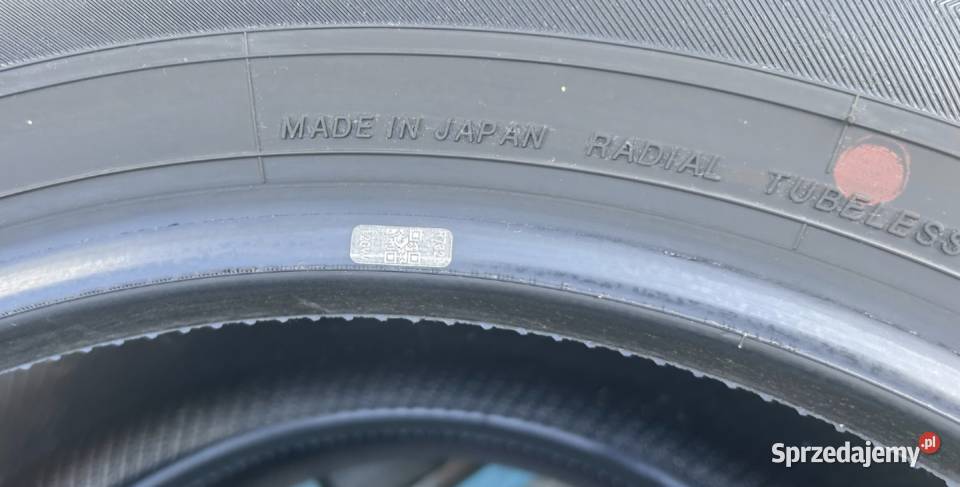 MADE IN JAPAN RADIAL TUBELESS
Sprzedajemy.pl